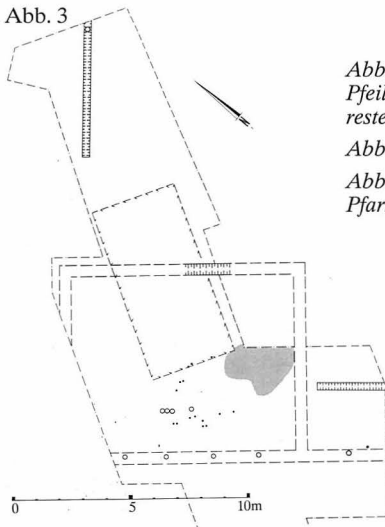 Abb. 3
Abb
Pfeil
reste
Abb.
Abb
Pfar
0 5 10m